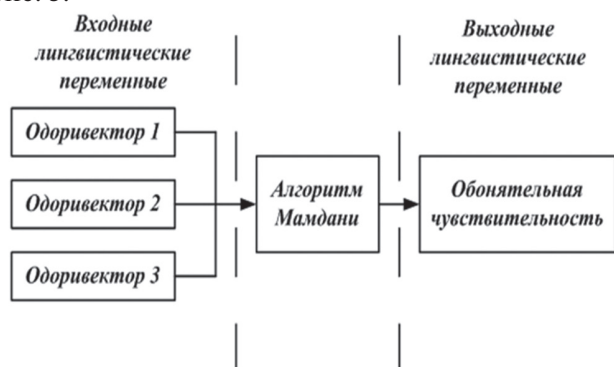 Входные
лингвистические
переменные
Выходные
лингвистические
переменные
Одоривектор 1
Одоривектор 2
Одоривектор 3
Алгоритм
Мамдани
Обонятельная
чувствительность